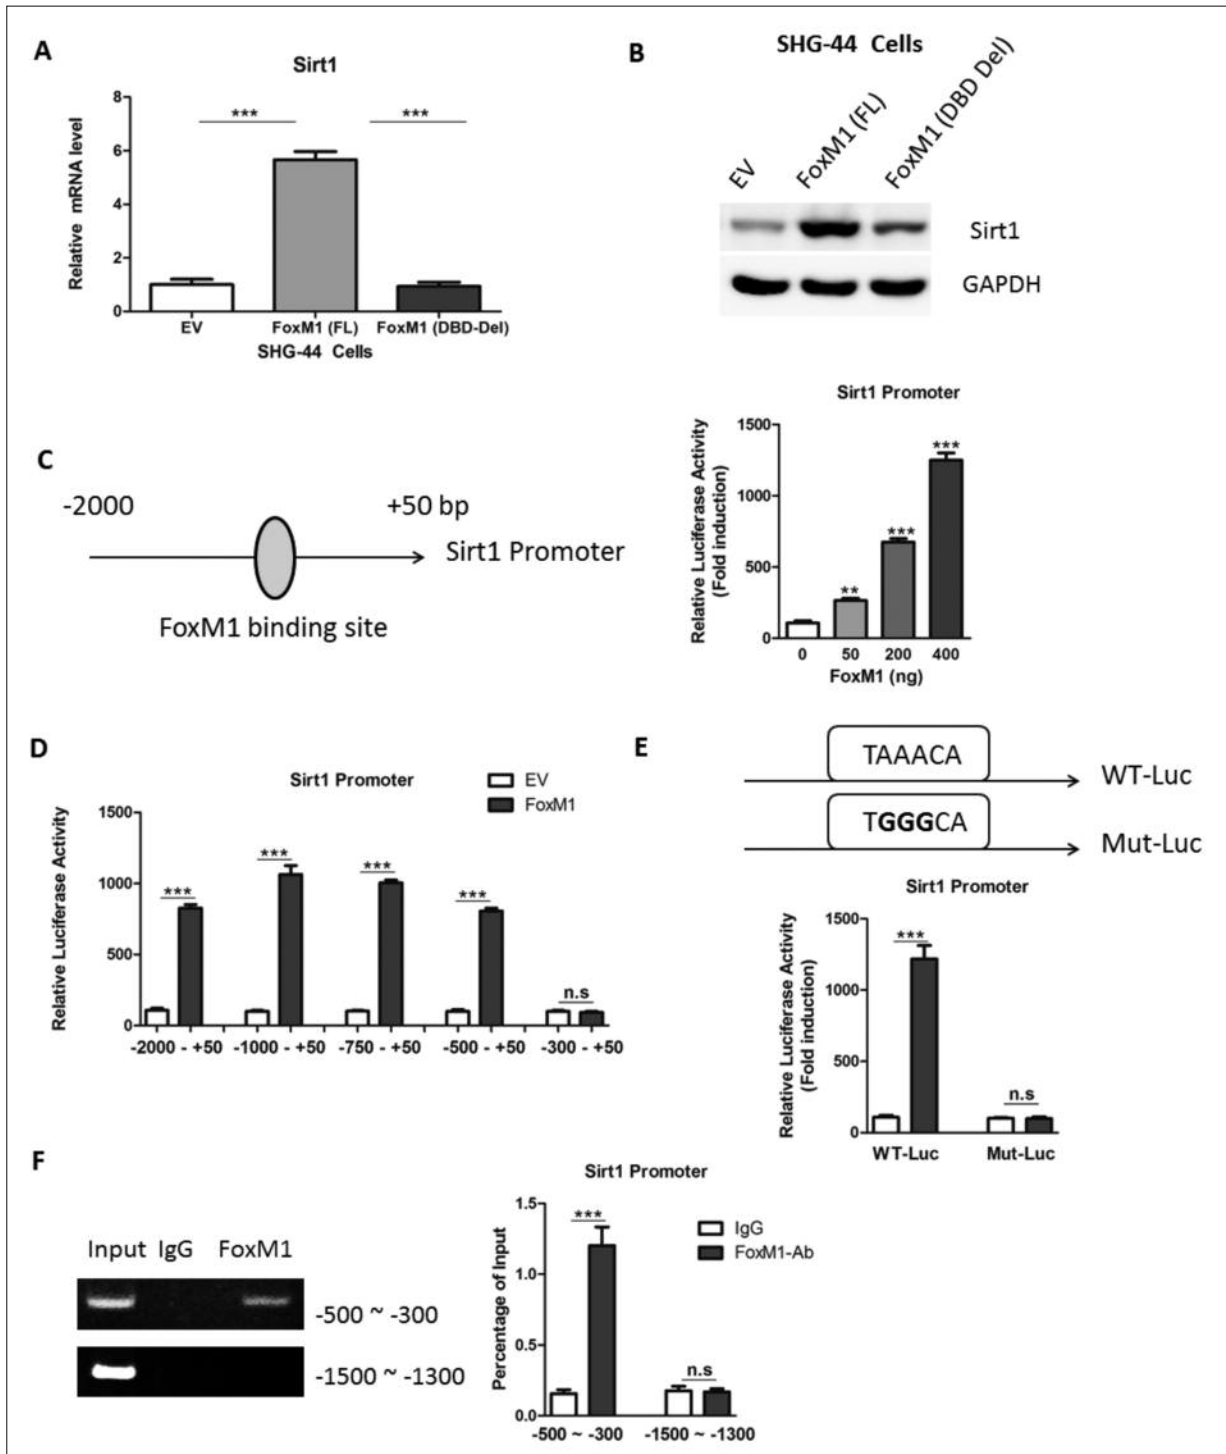 A
Sirt1
Relative mRNA level
8
6
4
2
0
***
***
EV
FoxM1 (FL)
FoxM1 (DBD-Del)
SHG-44 Cells
B
SHG-44 Cells
EV
FoxM1 (FL)
FoxM1 (DBD Del)
Sirt1
GAPDH
C
-2000
+50 bp
Sirt1 Promoter
FoxM1 binding site
Sirt1 Promoter
Relative Luciferase Activity
(Fold induction)
1500
1000
500
0
**
***
***
0 50 200 400
FoxM1 (ng)
D
Sirt1 Promoter
EV
FoxM1
Relative Luciferase Activity
1500
1000
500
0
***
***
***
***
n.s
-2000 - +50
-1000 - +50
-750 - +50
-500 - +50
-300 - +50
E
TAAACA
WT-Luc
TGGGCA
Mut-Luc
Sirt1 Promoter
Relative Luciferase Activity
(Fold induction)
1500
1000
500
0
***
n.s
WT-Luc
Mut-Luc
F
Input IgG FoxM1
-500 ~ -300
-1500 ~ -1300
Sirt1 Promoter
IgG
FoxM1-Ab
Percentage of Input
1.5
1.0
0.5
0.0
***
n.s
-500 ~ -300
-1500 ~ -1300